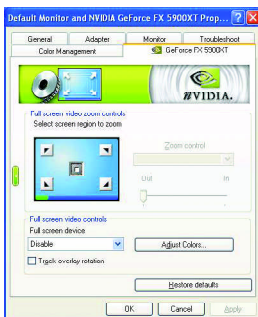 Default Monitor and NVIDIA GeForce FX 5900XT Prop...
General Adapter Monitor Troubleshoot
Color Management GeForce FX 5900XT
NVIDIA.
Full screen video zoom controls
Select screen region to zoom
Zoom control
Out In
Full screen video controls
Full screen device
Disable Adjust Colors...
Track overlay rotation
Restore defaults
OK Cancel Apply